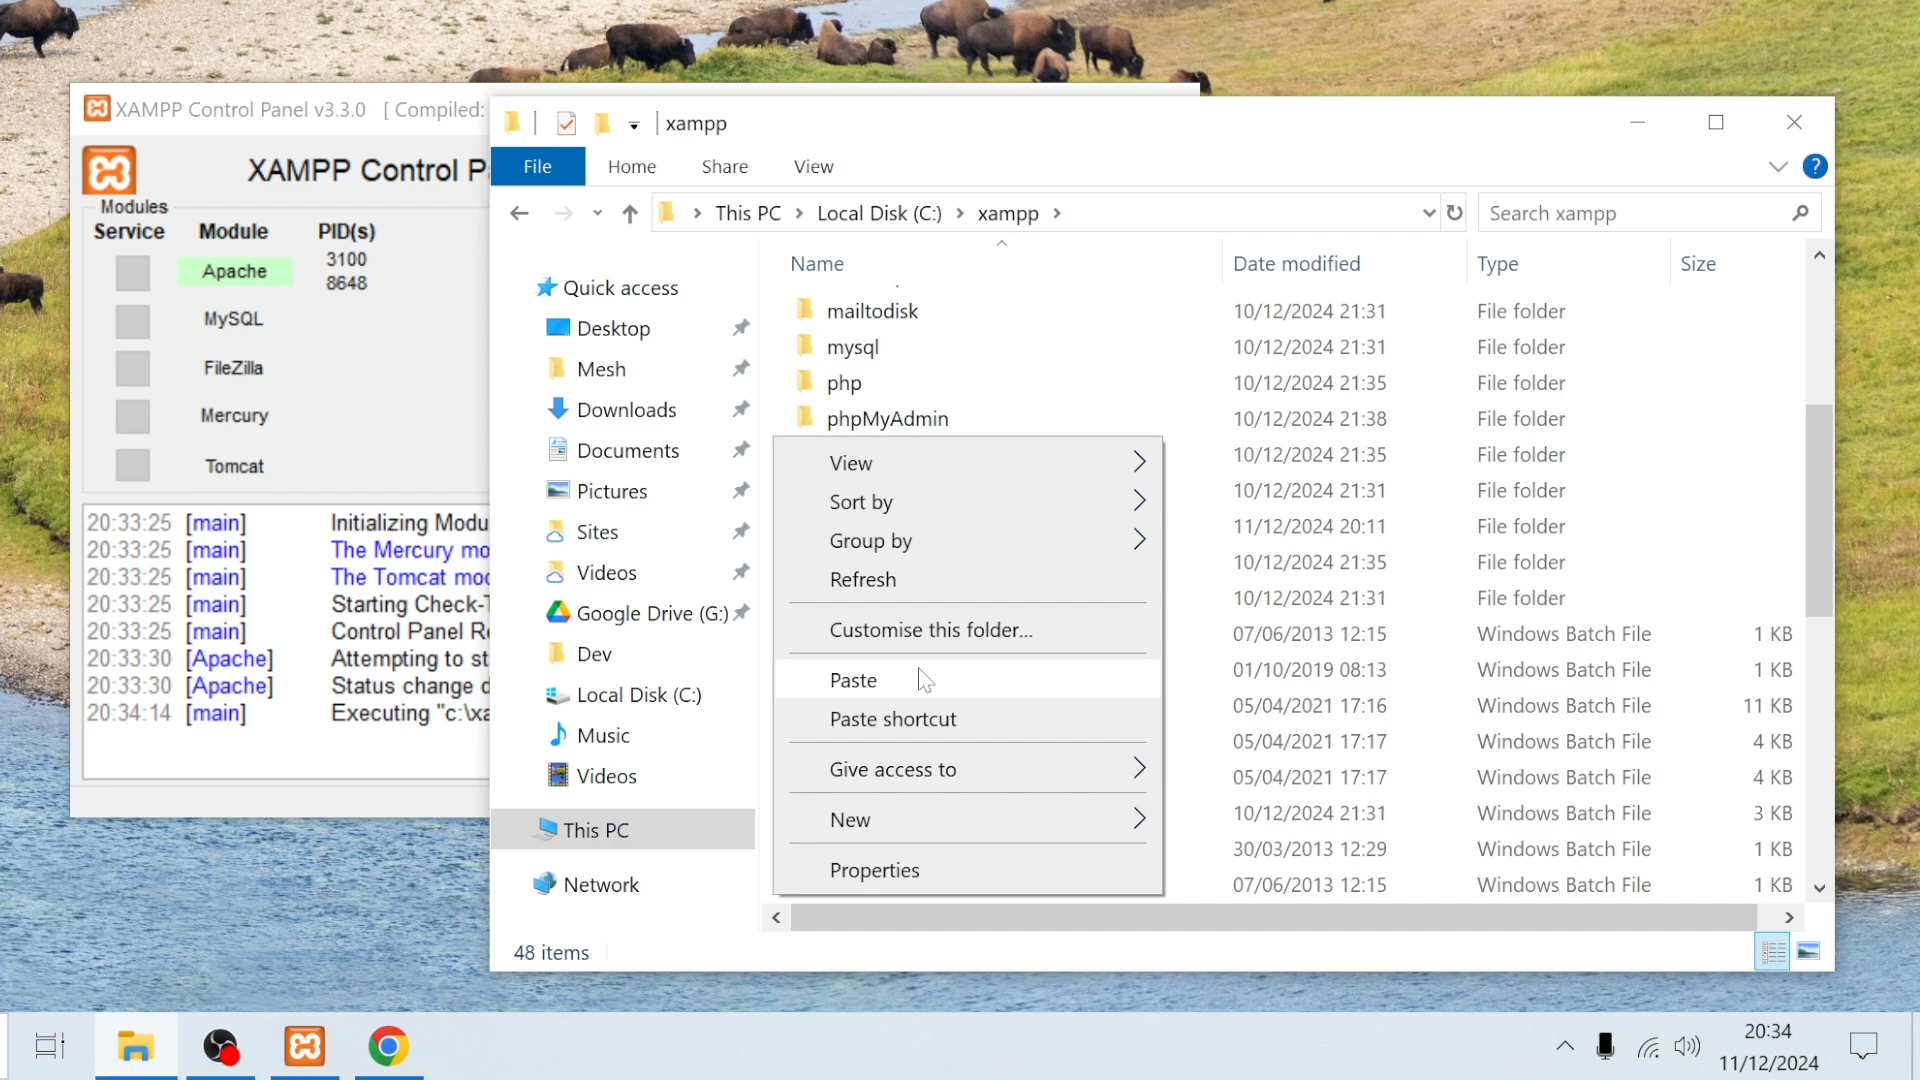 XAMPP Control Panel v3.3.0 [ Compiled:
XAMPP Control P
Modules
Service Module PID(s)
Apache 3100
8648
MySQL
FileZilla
Mercury
Tomcat
20:33:25 [main] Initializing Modu
20:33:25 [main] The Mercury mo
20:33:25 [main] The Tomcat mod
20:33:25 [main] Starting Check-T
20:33:25 [main] Control Panel Re
20:33:30 [Apache] Attempting to st
20:33:30 [Apache] Status change d
20:34:14 [main] Executing "c:\xa
xampp
File Home Share View
?
This PC Local Disk (C:) xampp
Search xampp
Quick access
Desktop
Mesh
Downloads
Documents
Pictures
Sites
Videos
Google Drive (G:)
Dev
Local Disk (C:)
Music
Videos
This PC
Network
Name Date modified Type Size
mailtodisk 10/12/2024 21:31 File folder
mysql 10/12/2024 21:31 File folder
php 10/12/2024 21:35 File folder
phpMyAdmin 10/12/2024 21:38 File folder
10/12/2024 21:35 File folder
10/12/2024 21:31 File folder
11/12/2024 20:11 File folder
10/12/2024 21:35 File folder
10/12/2024 21:31 File folder
07/06/2013 12:15 Windows Batch File 1 KB
01/10/2019 08:13 Windows Batch File 1 KB
05/04/2021 17:16 Windows Batch File 11 KB
05/04/2021 17:17 Windows Batch File 4 KB
05/04/2021 17:17 Windows Batch File 4 KB
10/12/2024 21:31 Windows Batch File 3 KB
30/03/2013 12:29 Windows Batch File 1 KB
07/06/2013 12:15 Windows Batch File 1 KB
View
Sort by
Group by
Refresh
Customise this folder...
Paste
Paste shortcut
Give access to
New
Properties
48 items
20:34
11/12/2024